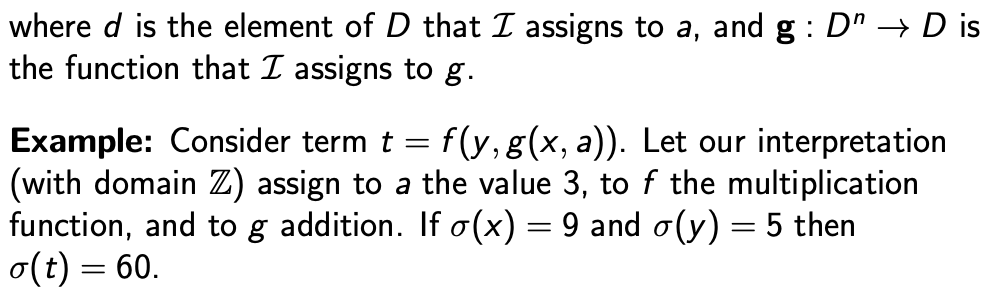 where d is the element of D that ℐ assigns to a, and g : Dⁿ → D is
the function that ℐ assigns to g.
Example: Consider term t = f(y, g(x, a)). Let our interpretation
(with domain ℤ) assign to a the value 3, to f the multiplication
function, and to g addition. If σ(x) = 9 and σ(y) = 5 then
σ(t) = 60.